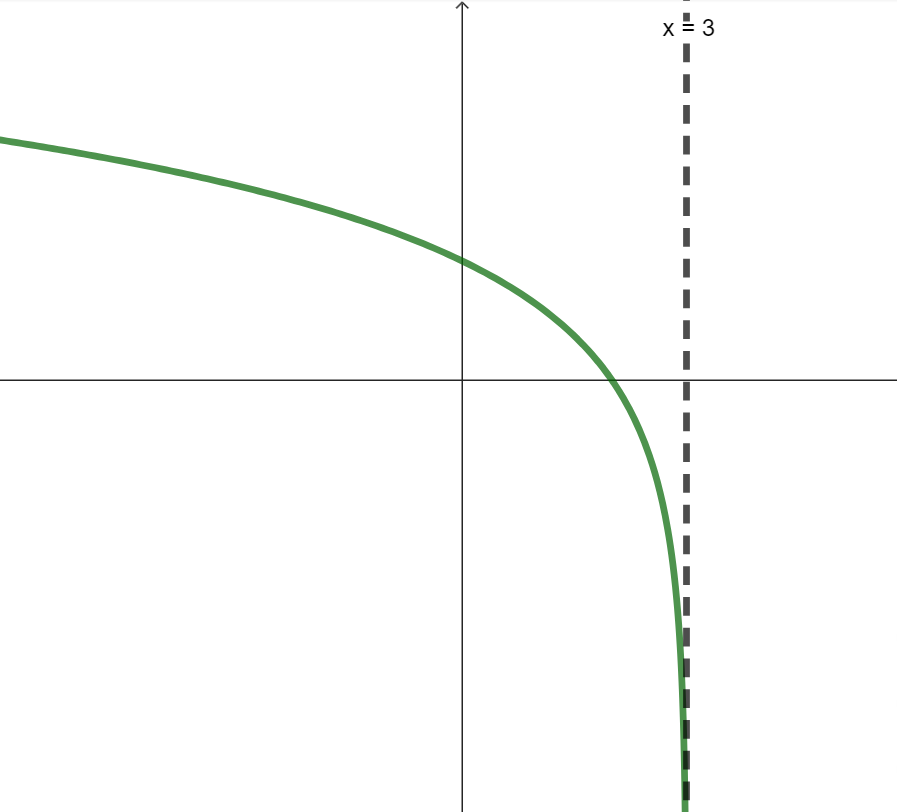 x = 3